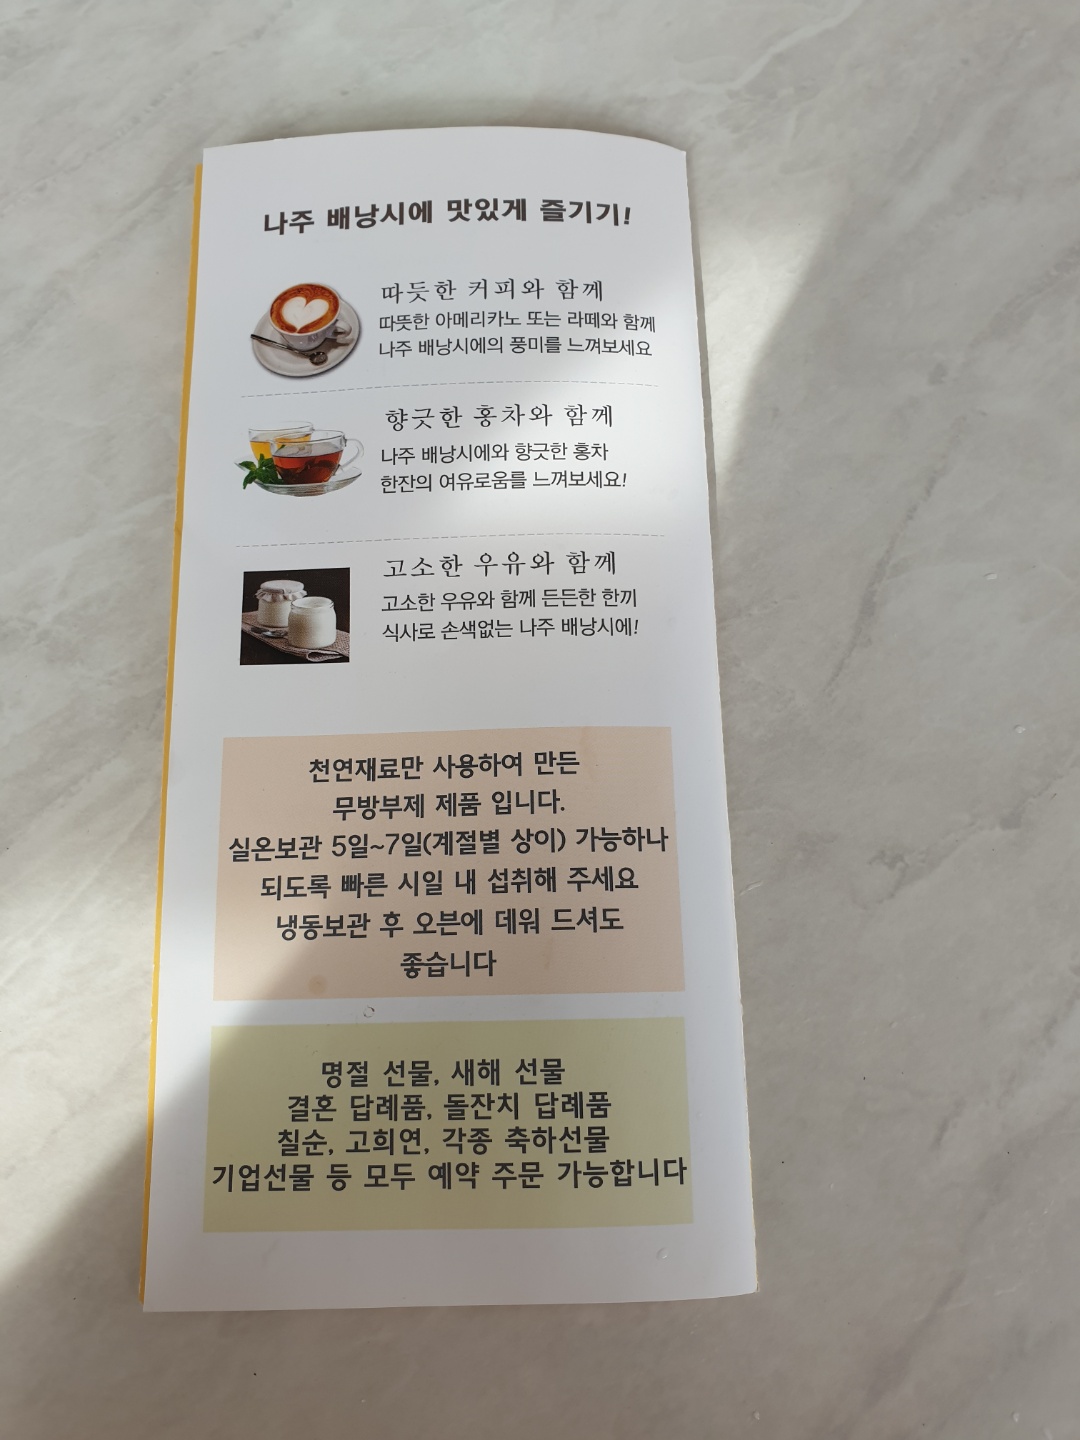 나주 배낭시에 맛있게 즐기기!
따듯한 커피와 함께
따뜻한 아메리카노 또는 라떼와 함께
나주 배낭시에의 풍미를 느껴보세요
향긋한 홍차와 함께
나주 배낭시에와 향긋한 홍차
한잔의 여유로움를 느껴보세요!
고소한 우유와 함께
고소한 우유와 함께 든든한 한끼
식사로 손색없는 나주 배낭시에!
천연재료만 사용하여 만든
무방부제 제품 입니다.
실온보관 5일~7일(계절별 상이) 가능하나
되도록 빠른 시일 내 섭취해 주세요
냉동보관 후 오븐에 데워 드셔도
좋습니다
명절 선물, 새해 선물
결혼 답례품, 돌잔치 답례품
칠순, 고희연, 각종 축하선물
기업선물 등 모두 예약 주문 가능합니다